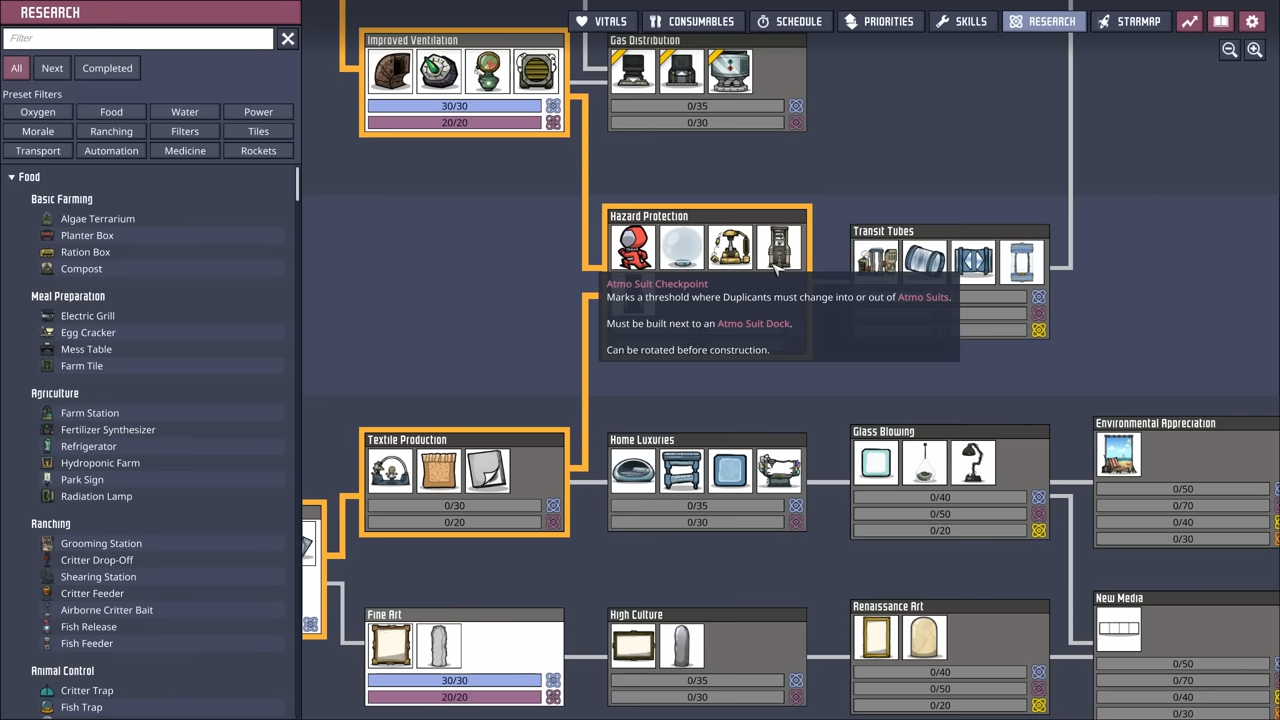 RESEARCH
VITALS
CONSUMABLES
SCHEDULE
PRIORITIES
SKILLS
RESEARCH
STARMAP
Filter
All
Next
Completed
Preset Filters
Oxygen
Food
Water
Power
Morale
Ranching
Filters
Tiles
Transport
Automation
Medicine
Rockets
Food
Basic Farming
Algae Terrarium
Planter Box
Ration Box
Compost
Meal Preparation
Electric Grill
Egg Cracker
Mess Table
Farm Tile
Agriculture
Farm Station
Fertilizer Synthesizer
Refrigerator
Hydroponic Farm
Park Sign
Radiation Lamp
Ranching
Grooming Station
Critter Drop-Off
Shearing Station
Critter Feeder
Airborne Critter Bait
Fish Release
Fish Feeder
Animal Control
Critter Trap
Fish Trap
Improved Ventilation
30/30
20/20
Gas Distribution
0/35
0/30
Hazard Protection
Transit Tubes
Atmo Suit Checkpoint
Marks a threshold where Duplicants must change into or out of Atmo Suits.
Must be built next to an Atmo Suit Dock.
Can be rotated before construction.
Textile Production
0/30
0/20
Home Luxuries
0/35
0/30
Glass Blowing
0/40
0/50
0/20
Environmental Appreciation
0/50
0/70
0/40
0/30
Fine Art
30/30
20/20
High Culture
0/35
0/30
Renaissance Art
0/40
0/50
0/20
New Media
0/50
0/70
0/40
0/30